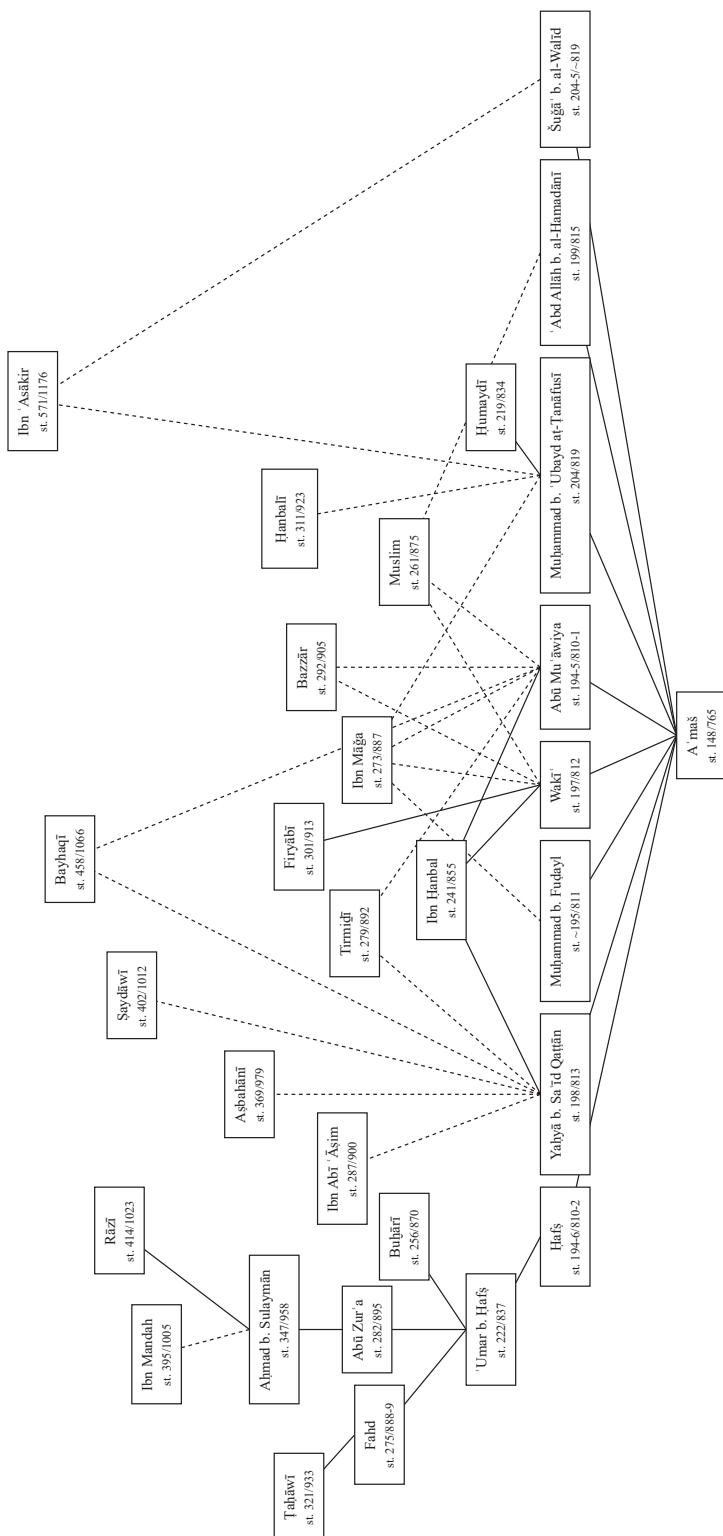 Ibn ʿAsākir
st. 571/1176
Bayhaqī
st. 458/1066
Rāzī
st. 414/1023
Ṣaydāwī
st. 402/1012
Ibn Mandah
st. 395/1005
Aṣbahānī
st. 369/979
Aḥmad b. Sulaymān
st. 347/958
Ṭaḥāwī
st. 321/933
Firyābī
st. 301/913
Ḥanbalī
st. 311/923
Bazzār
st. 292/905
Ibn Abī ʿĀṣim
st. 287/900
Tirmiḏī
st. 279/892
Ibn Māǧa
st. 273/887
Fahd
st. 275/888-9
Abū Zurʿa
st. 282/895
Buḫārī
st. 256/870
Muslim
st. 261/875
Ibn Ḥanbal
st. 241/855
ʿUmar b. Ḥafṣ
st. 222/837
Ḥumaydī
st. 219/834
Ḥafṣ
st. 194-6/810-2
Yaḥyā b. Saʿīd Qaṭṭān
st. 198/813
Muḥammad b. Fuḍayl
st. ~195/811
Wakīʿ
st. 197/812
Abū Muʿāwiya
st. 194-5/810-1
Muḥammad b. ʿUbayd aṭ-Ṭanāfusī
st. 204/819
ʿAbd Allāh b. al-Hamadānī
st. 199/815
Šuǧāʿ b. al-Walīd
st. 204-5/~819
Aʿmaš
st. 148/765